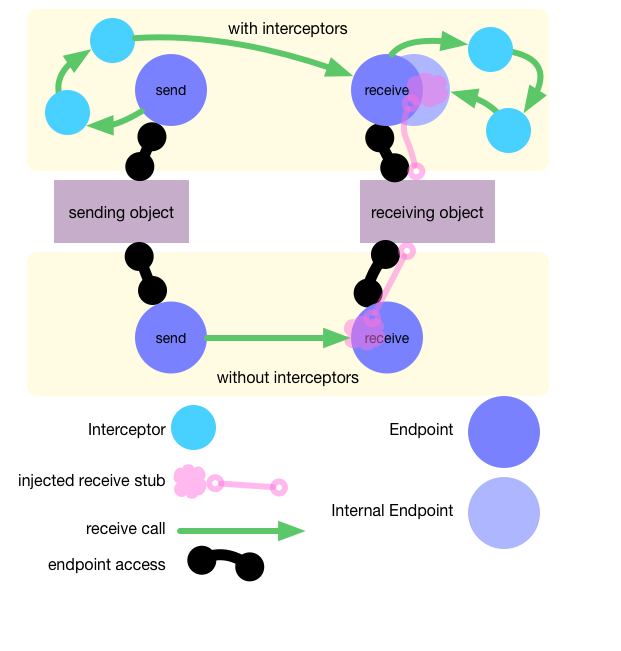 with interceptors
send
receive
sending object
receiving object
send
receive
without interceptors
Interceptor
Endpoint
injected receive stub
Internal Endpoint
receive call
endpoint access